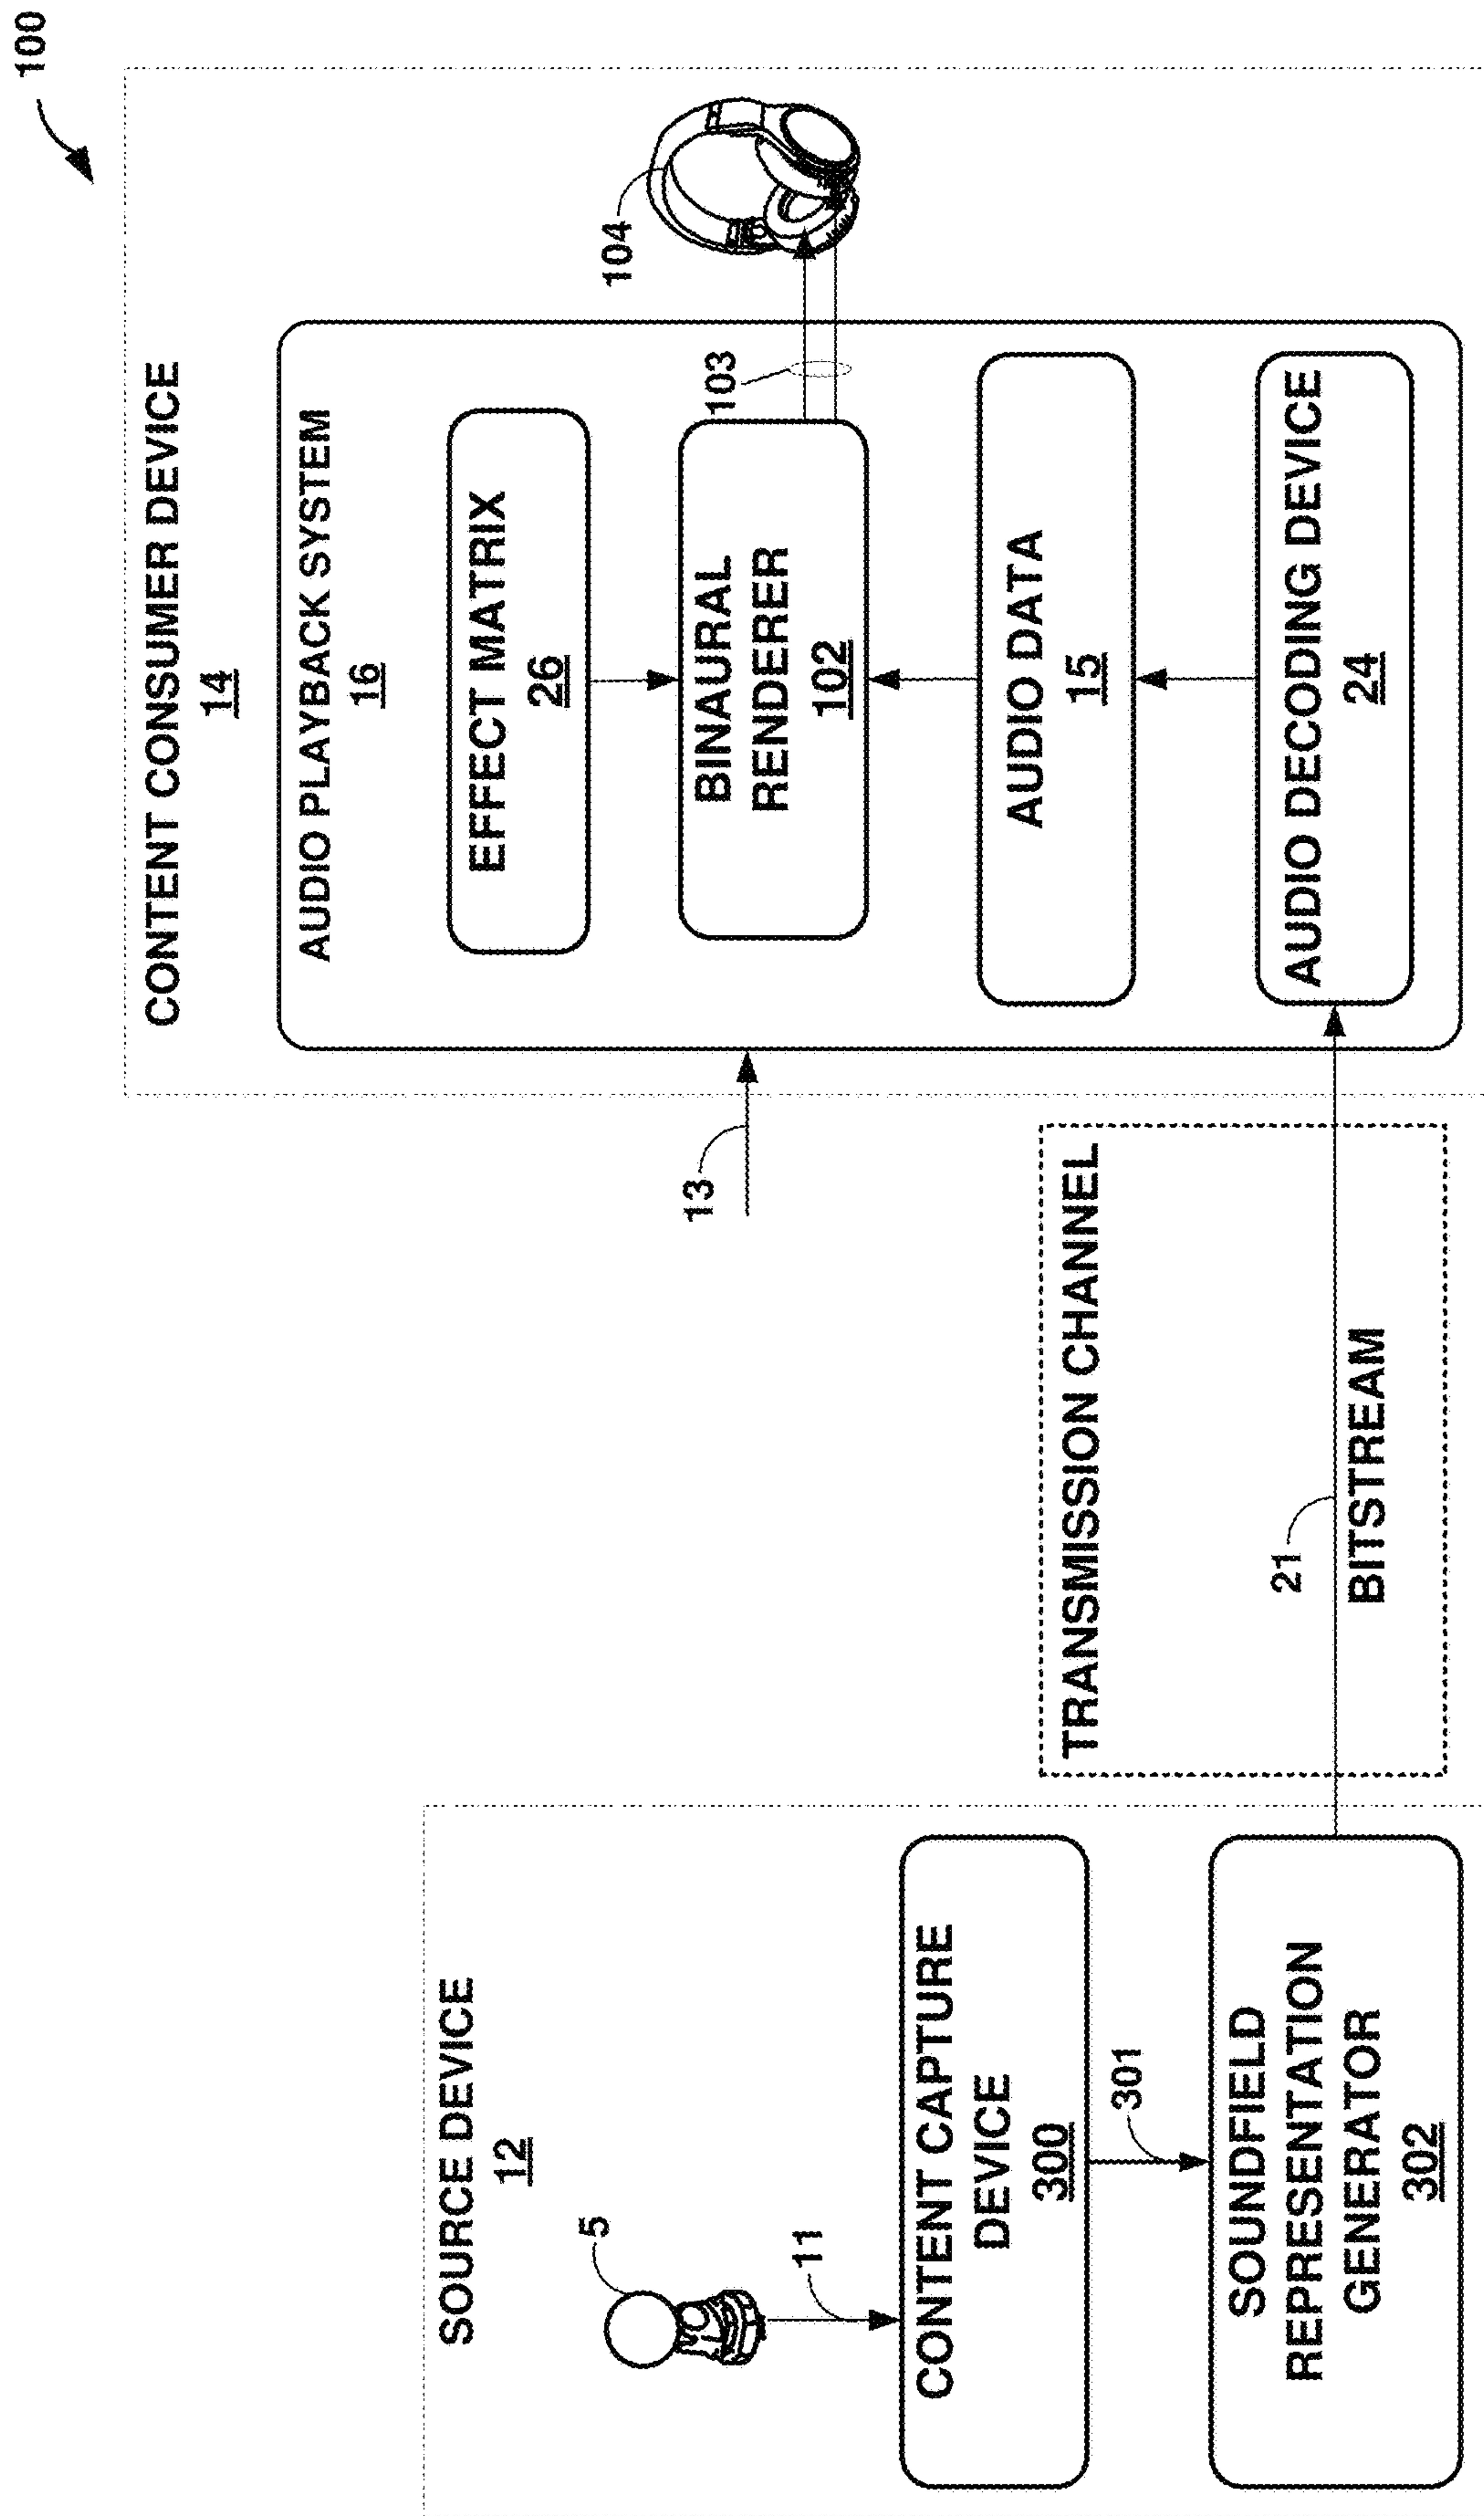 100
SOURCE DEVICE
12
5
11
CONTENT CAPTURE
DEVICE
300
301
SOUNDFIELD
REPRESENTATION
GENERATOR
302
TRANSMISSION CHANNEL
21
BITSTREAM
13
CONTENT CONSUMER DEVICE
14
AUDIO PLAYBACK SYSTEM
16
EFFECT MATRIX
26
BINAURAL
RENDERER
102
103
104
AUDIO DATA
15
AUDIO DECODING DEVICE
24